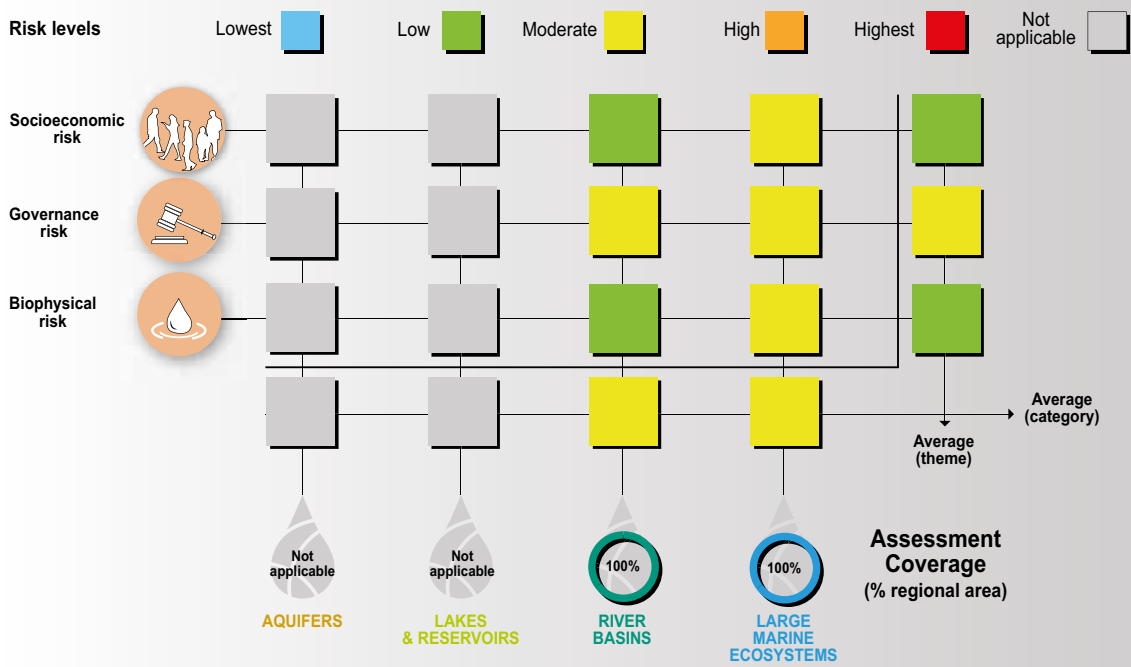 Risk levels
Lowest
Low
Moderate
High
Highest
Not
applicable
Socioeconomic
risk
Governance
risk
Biophysical
risk
Average
(category)
Average
(theme)
Not
applicable
Not
applicable
100%
100%
Assessment
Coverage
(% regional area)
AQUIFERS
LAKES
& RESERVOIRS
RIVER
BASINS
LARGE
MARINE
ECOSYSTEMS